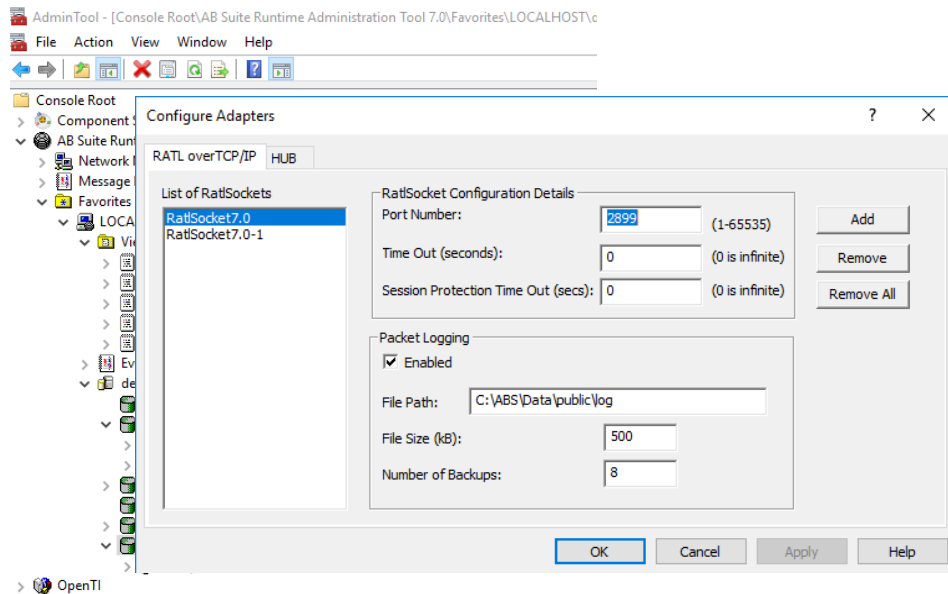 AdminTool - [Console Root\AB Suite Runtime Administration Tool 7.0\Favorites\LOCALHOST\
File Action View Window Help
Console Root
Component
AB Suite Run
Network
Message
Favorites
LOCA
Vi
Ev
de
OpenTI
Configure Adapters
?
RATL overTCP/IP HUB
List of RatlSockets
RatlSocket7.0
RatlSocket7.0-1
RatlSocket Configuration Details
Port Number: 2899 (1-65535)
Time Out (seconds): 0 (0 is infinite)
Session Protection Time Out (secs): 0 (0 is infinite)
Add
Remove
Remove All
Packet Logging
Enabled
File Path: C:\ABS\Data\public\log
File Size (kB): 500
Number of Backups: 8
OK Cancel Apply Help